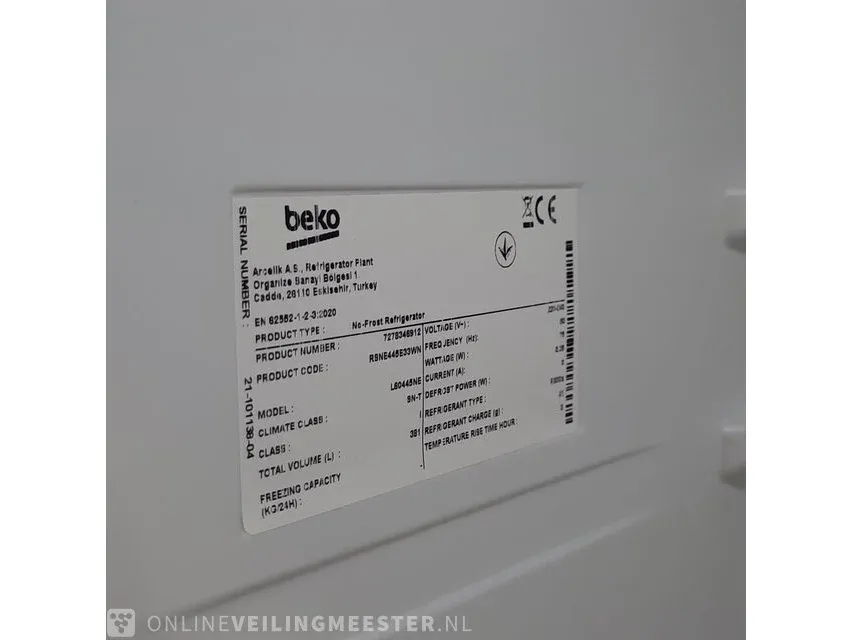 beko
CE
SERIAL NUMBER :
21-101138-04
Arcelik A.S., Refrigerator Plant
Organize Sanayi Bolgesi 1.
Cadde, 26110 Eskisehir, Turkey
EN 62552-1-2-3:2020
PRODUCT TYPE : No-Frost Refrigerator
PRODUCT NUMBER : 7278346912
PRODUCT CODE : RSNE445E33WN
MODEL : L60445NE
CLIMATE CLASS : SN-T
CLASS : I
TOTAL VOLUME (L) : 381
FREEZING CAPACITY
(KG/24H) : -
VOLTAGE (V~) :
FREQUENCY (Hz):
WATTAGE (W) :
CURRENT (A):
DEFROST POWER (W) :
REFRIGERANT TYPE :
REFRIGERANT CHARGE (g) :
TEMPERATURE RISE TIME HOUR :
ONLINEVEILINGMEESTER.NL